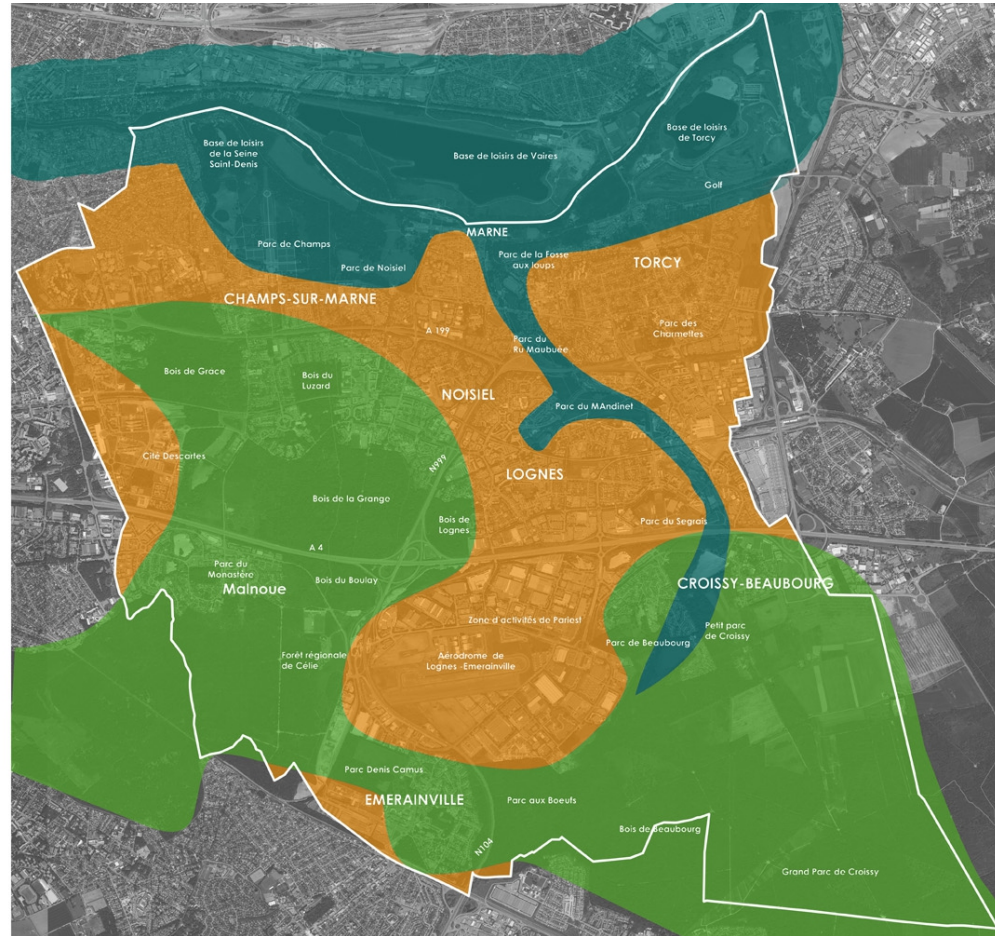 Base de loisirs
de la Seine
Saint-Denis
Base de loisirs de Vaires
Base de loisirs
de Torcy
Golf
MARNE
Parc de Champs
Parc de Noisiel
Parc de la Fosse
aux loups
TORCY
CHAMPS-SUR-MARNE
A 199
Parc des
Charmettes
Parc du
Ru Maubuée
Bois de Grace
Bois du
Luzard
NOISIEL
Parc du MAndinet
Cité Descartes
N999
LOGNES
Bois de la Grange
Bois de
Lognes
Parc du Segrais
A 4
Parc du
Monastère
Malnoue
Bois du Boulay
CROISSY-BEAUBOURG
Zone d'activités de Pariest
Petit parc
de Croissy
Parc de Beaubourg
Forêt régionale
de Célie
Aérodrome de
Lognes -Emerainville
Parc Denis Camus
EMERAINVILLE
Parc aux Boeufs
N104
Bois de Beaubourg
Grand Parc de Croissy